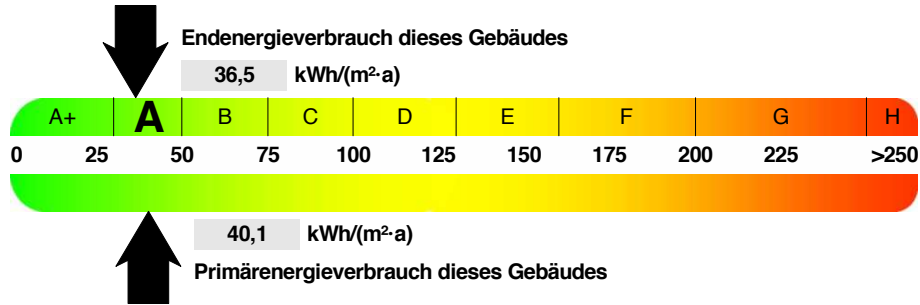 Endenergieverbrauch dieses Gebäudes
36,5 kWh/(m²·a)
A+ A B C D E F G H
0 25 50 75 100 125 150 175 200 225 >250
40,1 kWh/(m²·a)
Primärenergieverbrauch dieses Gebäudes